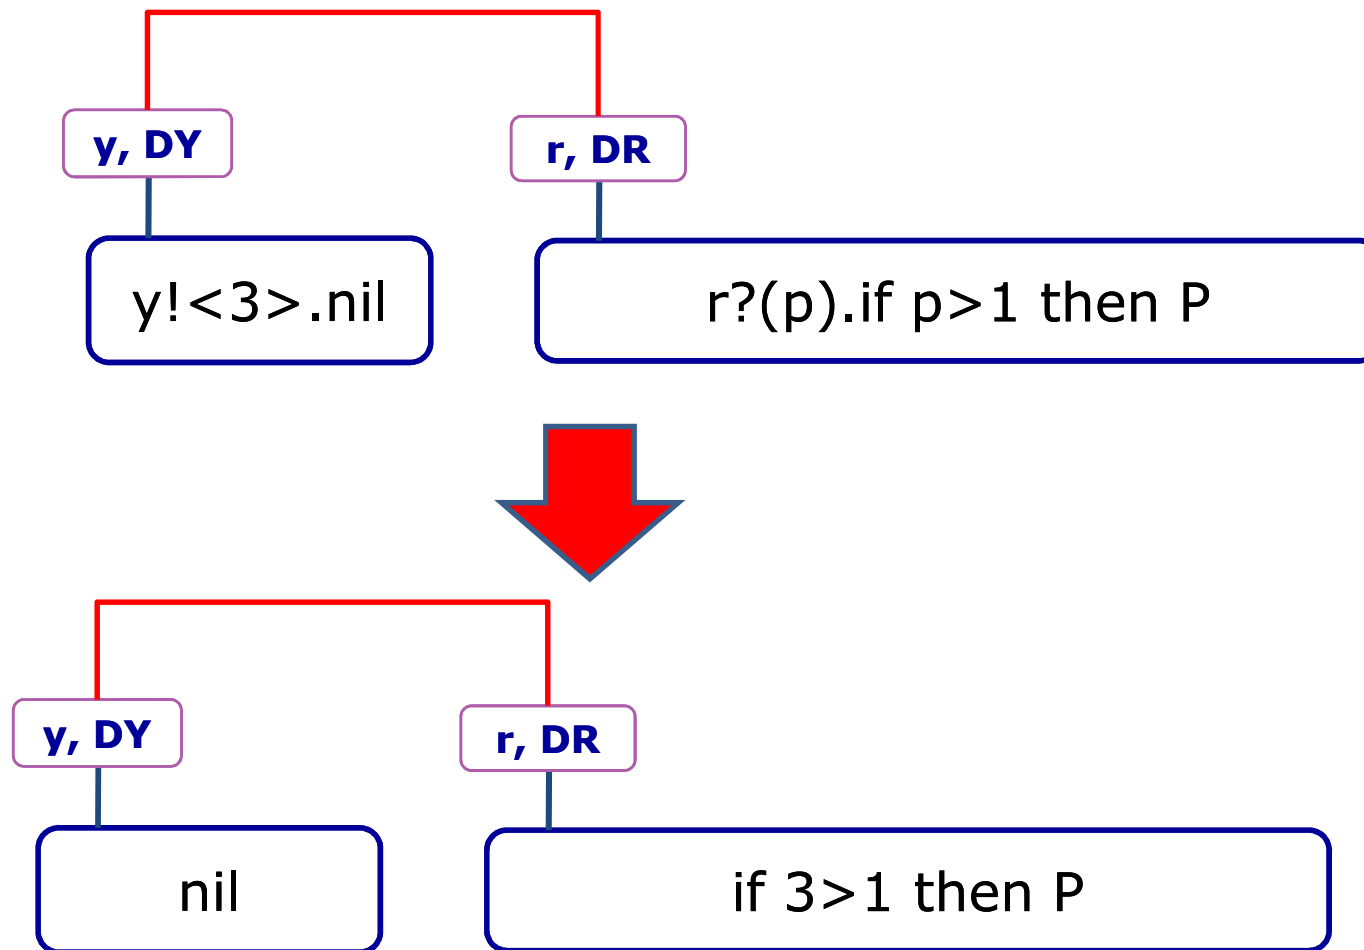 y, DY
r, DR
y!<3>.nil
r?(p).if p>1 then P
y, DY
r, DR
nil
if 3>1 then P